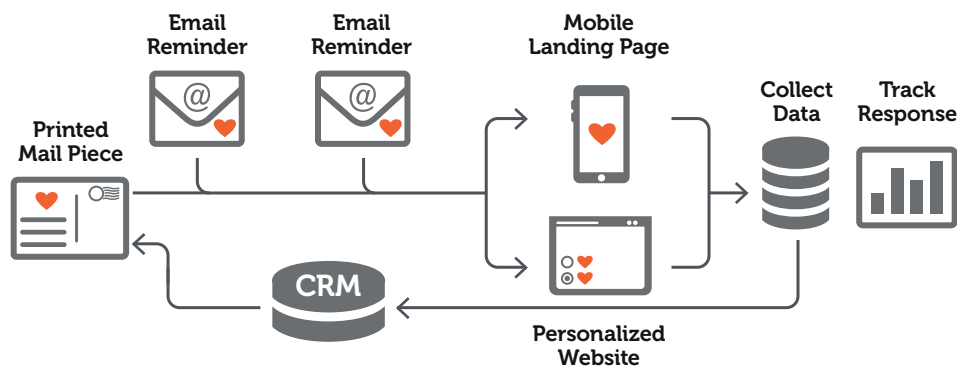 Email
Reminder
Email
Reminder
Mobile
Landing Page
Collect
Data
Track
Response
Printed
Mail Piece
@
@
CRM
Personalized
Website